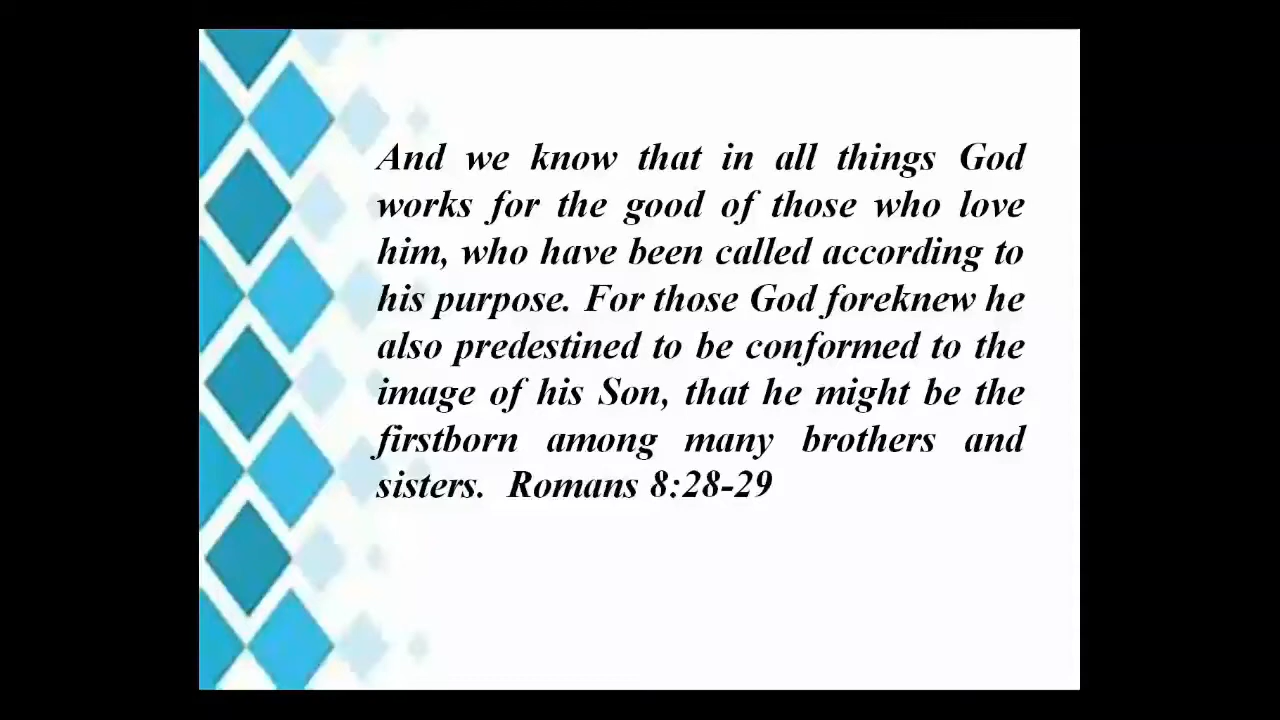 And we know that in all things God
works for the good of those who love
him, who have been called according to
his purpose. For those God foreknew he
also predestined to be conformed to the
image of his Son, that he might be the
firstborn among many brothers and
sisters. Romans 8:28-29